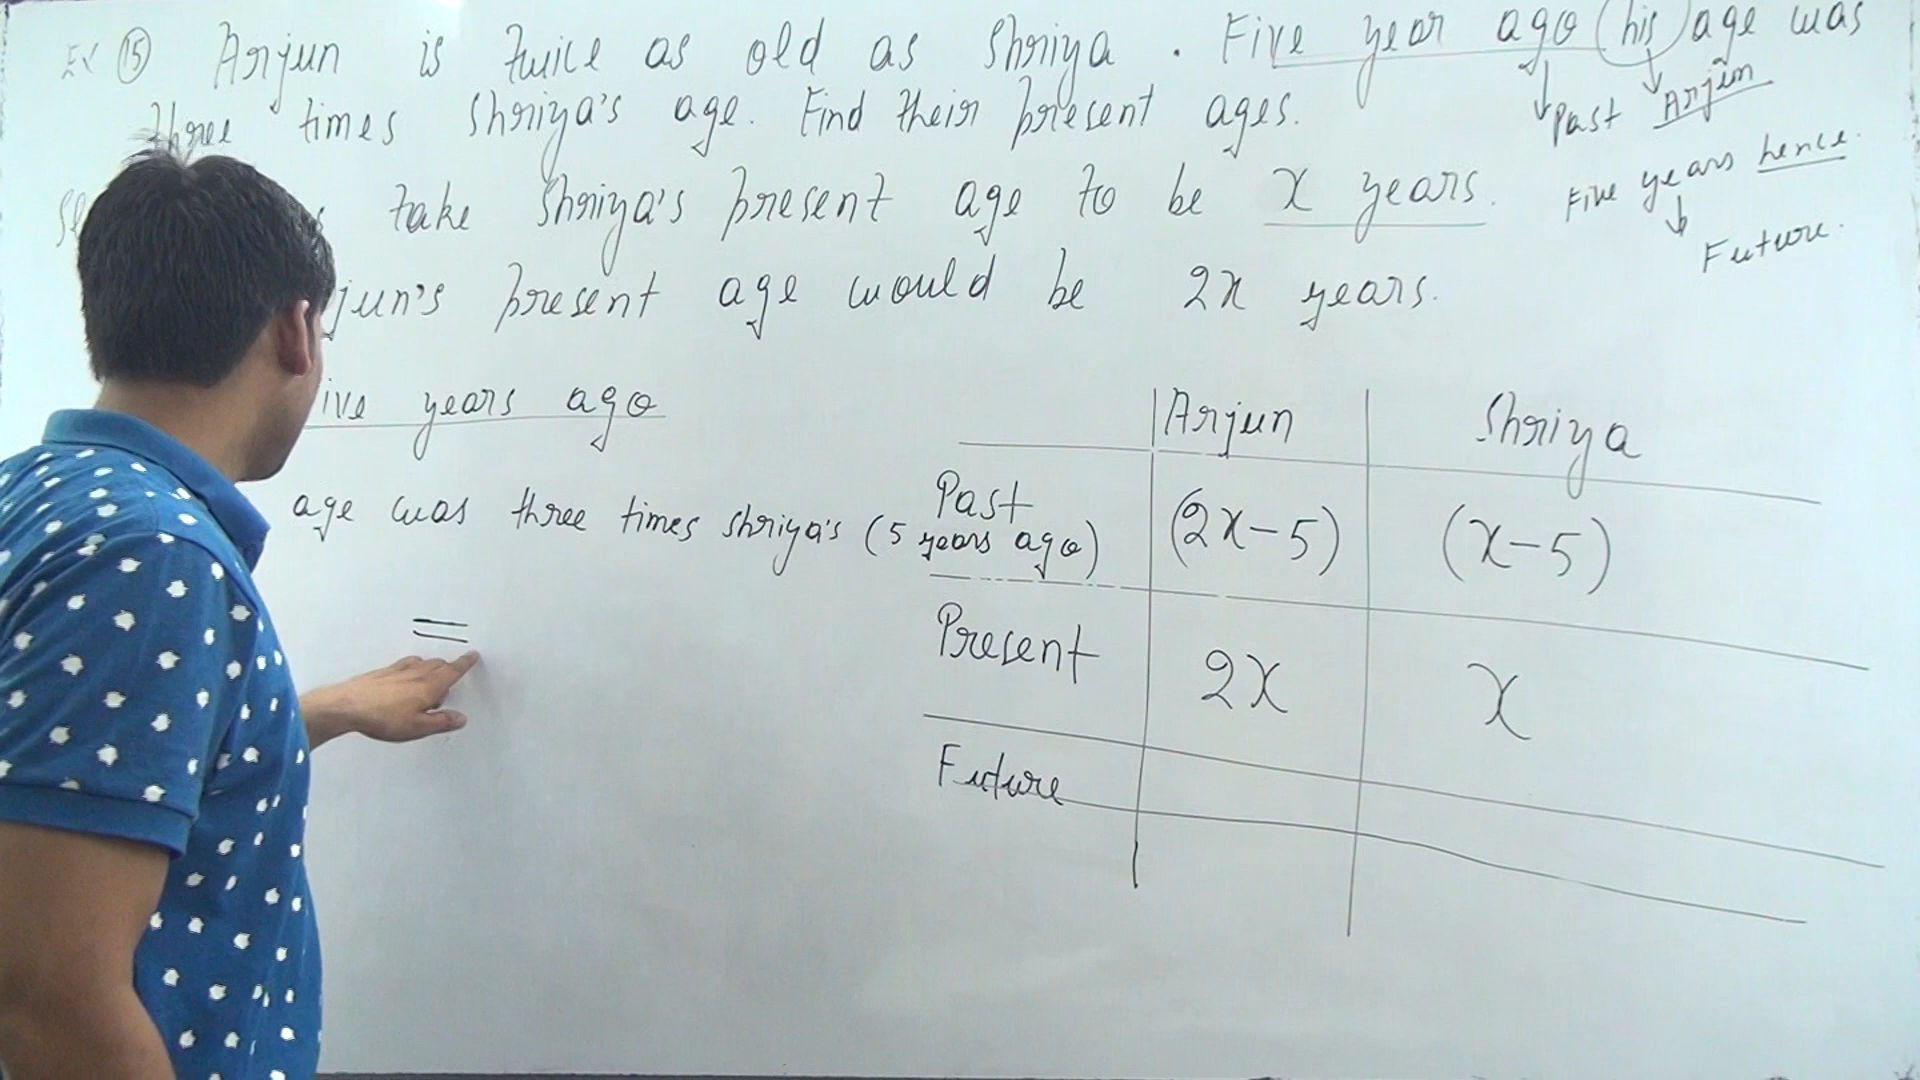 Ex 15 Arjun is twice as old as Shriya. Five year ago (his) age was
three times Shriya's age. Find their present ages.
Past Arjun
take Shriya's present age to be x years.
Five years hence.
Future.
jun's present age would be 2x years.
ive years ago
age was three times shriya's
Arjun Shriya
Past (5 years ago) (2x-5) (x-5)
=
Present 2x x
Future